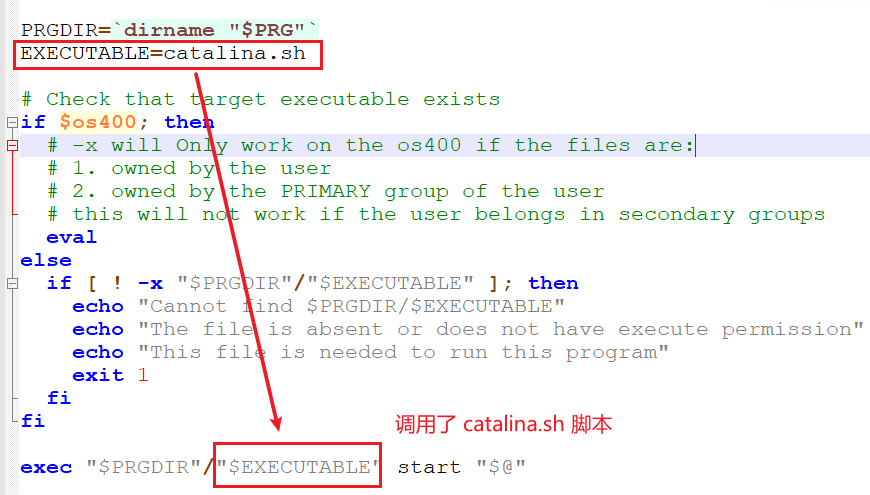 PRGDIR=`dirname "$PRG"`
EXECUTABLE=catalina.sh
# Check that target executable exists
if $os400; then
# -x will Only work on the os400 if the files are:
# 1. owned by the user
# 2. owned by the PRIMARY group of the user
# this will not work if the user belongs in secondary groups
eval
else
if [ ! -x "$PRGDIR"/"$EXECUTABLE" ]; then
echo "Cannot find $PRGDIR/$EXECUTABLE"
echo "The file is absent or does not have execute permission"
echo "This file is needed to run this program"
exit 1
fi
fi
调用了 catalina.sh 脚本
exec "$PRGDIR"/"$EXECUTABLE" start "$@"